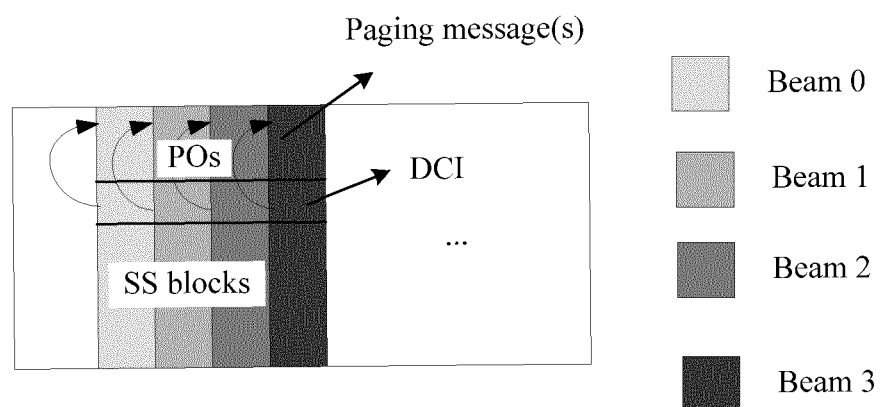 Paging message(s)
Beam 0
POs
DCI
Beam 1
...
Beam 2
SS blocks
Beam 3